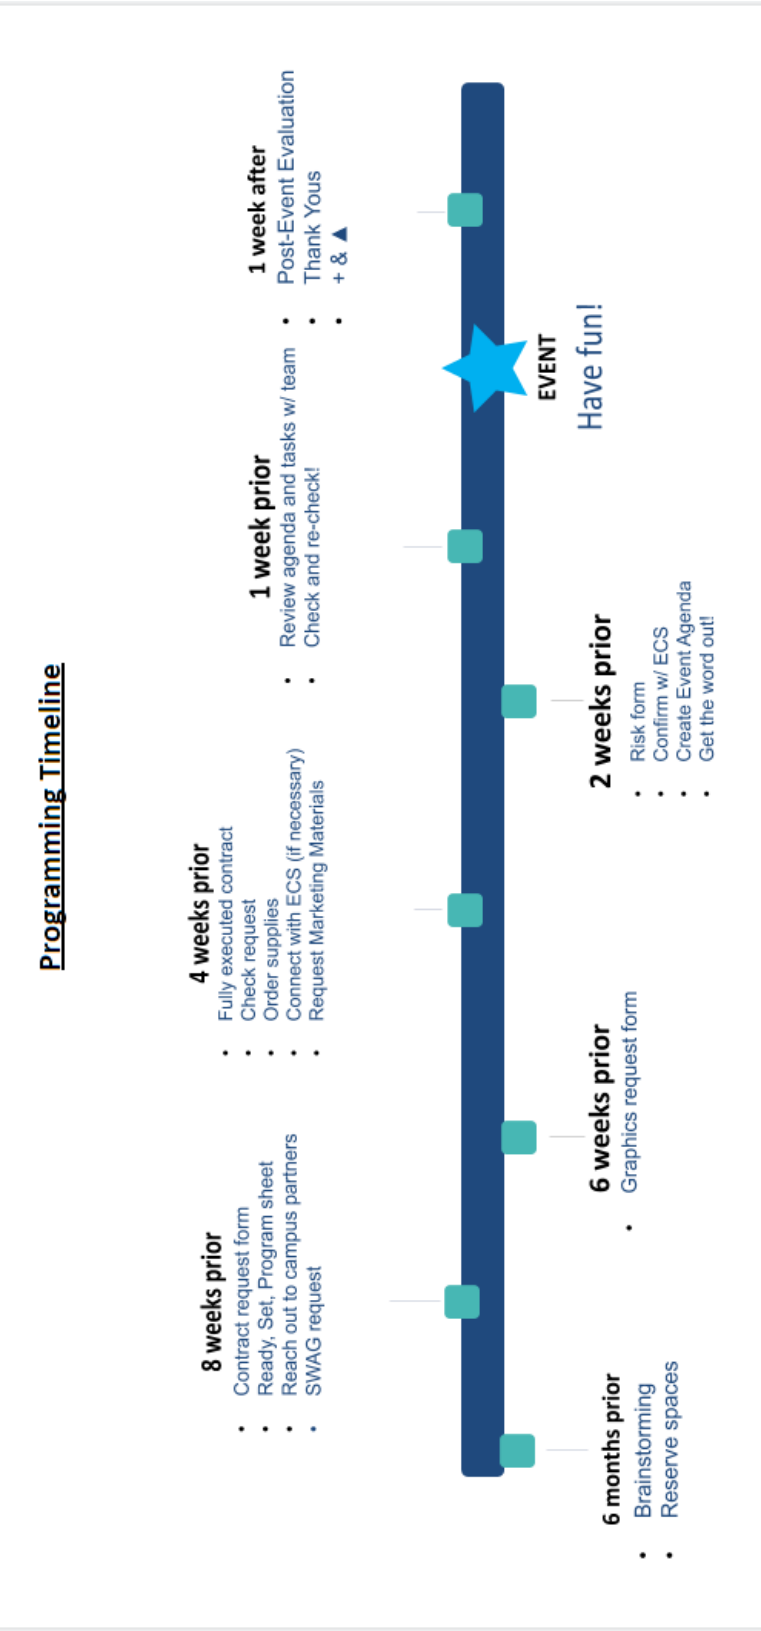 Programming Timeline
8 weeks prior
• Contract request form
• Ready, Set, Program sheet
• Reach out to campus partners
• SWAG request
4 weeks prior
• Fully executed contract
• Check request
• Order supplies
• Connect with ECS (if necessary)
• Request Marketing Materials
1 week prior
• Review agenda and tasks w/ team
• Check and re-check!
1 week after
• Post-Event Evaluation
• Thank Yous
• + & ▲
6 months prior
• Brainstorming
• Reserve spaces
6 weeks prior
• Graphics request form
2 weeks prior
• Risk form
• Confirm w/ ECS
• Create Event Agenda
• Get the word out!
EVENT
Have fun!